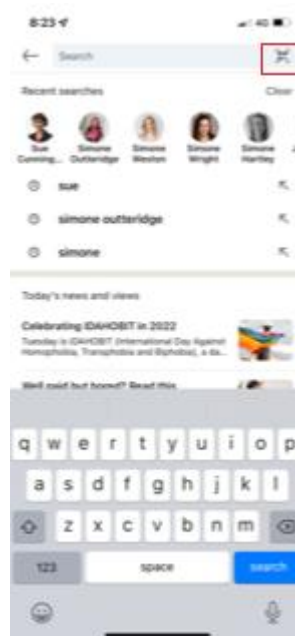 8:23
4G
Search
Recent searches Clear
Sue Cunning... Simone Outteridge Simone Weston Simone Wright Simone Hartley
sue
simone outteridge
simone
Today's news and views
Celebrating IDAHOBIT in 2022
Tuesday is IDAHOBIT (International Day Against
Homophobia, Transphobia and Biphobia), a da...
Well said but bored? Read this
q w e r t y u i o p
a s d f g h j k l
z x c v b n m
123 space search